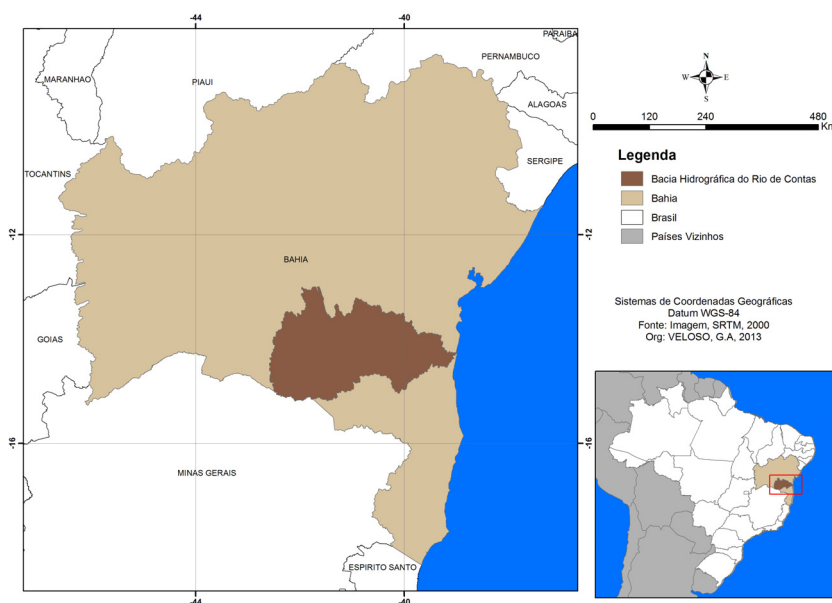 -44
-40
PARAIBA
PERNAMBUCO
MARANHAO
PIAUI
ALAGOAS
SERGIPE
TOCANTINS
-12
-12
BAHIA
GOIAS
-16
-16
MINAS GERAIS
ESPIRITO SANTO
-44
-40
N
W
E
S
0
120
240
480
Km
Legenda
Bacia Hidrográfica do Rio de Contas
Bahia
Brasil
Países Vizinhos
Sistemas de Coordenadas Geográficas
Datum WGS-84
Fonte: Imagem, SRTM, 2000
Org: VELOSO, G.A, 2013